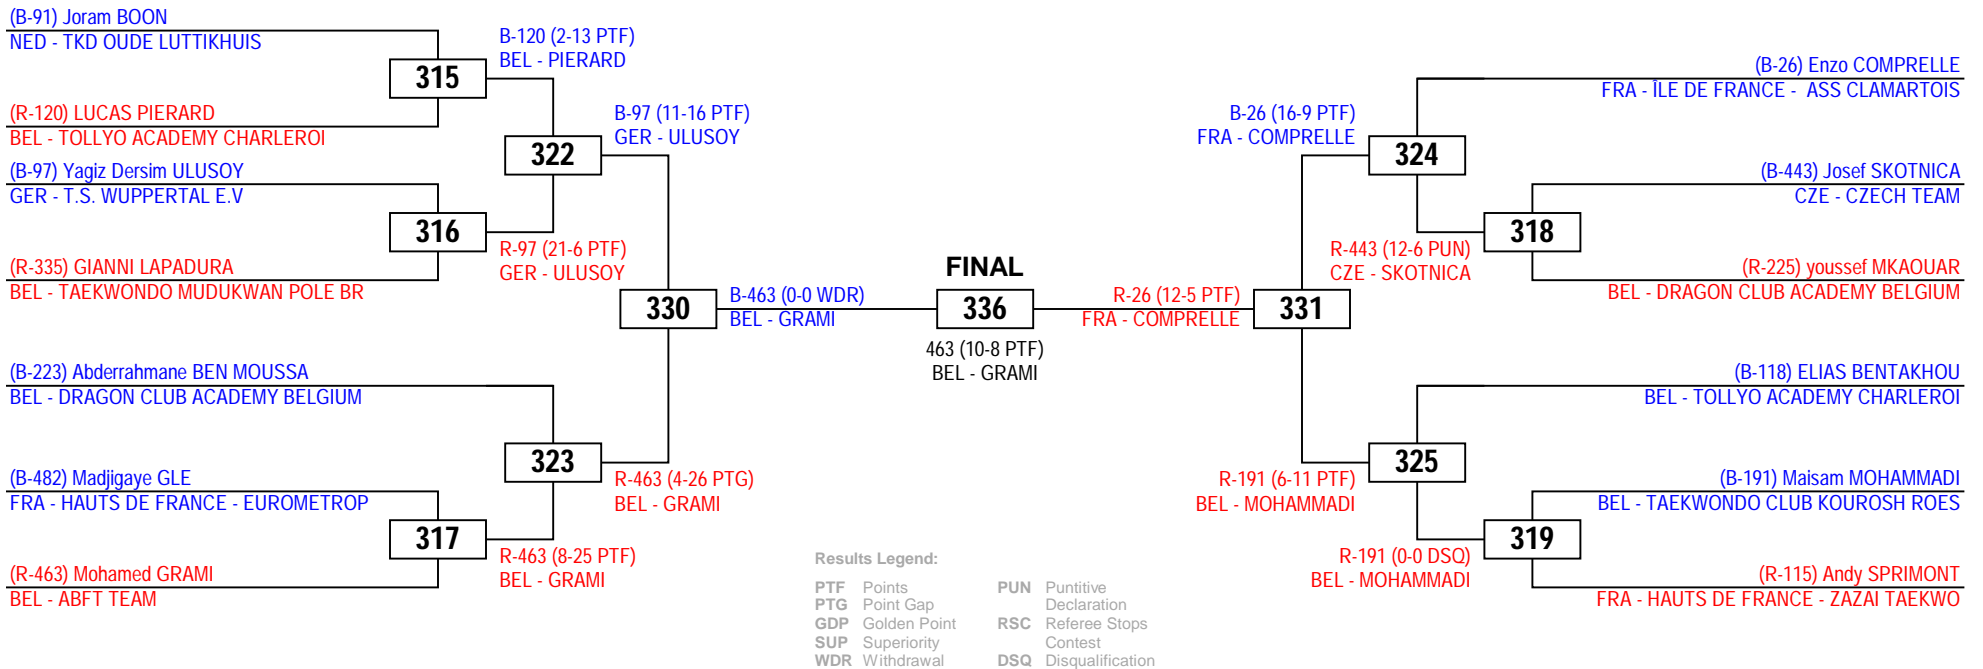 (B-91) Joram BOON
NED - TKD OUDE LUTTIKHUIS
315
(R-120) LUCAS PIERARD
BEL - TOLLYO ACADEMY CHARLEROI
B-120 (2-13 PTF)
BEL - PIERARD
(B-97) Yagiz Dersim ULUSOY
GER - T.S. WUPPERTAL E.V
316
(R-335) GIANNI LAPADURA
BEL - TAEKWONDO MUDUKWAN POLE BR
R-97 (21-6 PTF)
GER - ULUSOY
322
B-97 (11-16 PTF)
GER - ULUSOY
330
(B-223) Abderrahmane BEN MOUSSA
BEL - DRAGON CLUB ACADEMY BELGIUM
323
(B-482) Madjigaye GLE
FRA - HAUTS DE FRANCE - EUROMETROP
317
(R-463) Mohamed GRAMI
BEL - ABFT TEAM
R-463 (8-25 PTF)
BEL - GRAMI
R-463 (4-26 PTG)
BEL - GRAMI
B-463 (0-0 WDR)
BEL - GRAMI
FINAL
336
463 (10-8 PTF)
BEL - GRAMI
R-26 (12-5 PTF)
FRA - COMPRELLE
331
B-26 (16-9 PTF)
FRA - COMPRELLE
324
(B-26) Enzo COMPRELLE
FRA - ÎLE DE FRANCE -  ASS CLAMARTOIS
(B-443) Josef SKOTNICA
CZE - CZECH TEAM
318
R-443 (12-6 PUN)
CZE - SKOTNICA
(R-225) youssef MKAOUAR
BEL - DRAGON CLUB ACADEMY BELGIUM
(B-118) ELIAS BENTAKHOU
BEL - TOLLYO ACADEMY CHARLEROI
325
R-191 (6-11 PTF)
BEL - MOHAMMADI
(B-191) Maisam MOHAMMADI
BEL - TAEKWONDO CLUB KOUROSH ROES
319
R-191 (0-0 DSQ)
BEL - MOHAMMADI
(R-115) Andy SPRIMONT
FRA - HAUTS DE FRANCE - ZAZAI TAEKWO
Results Legend:
PTF Points
PTG Point Gap
GDP Golden Point
SUP Superiority
WDR Withdrawal
PUN Puntitive
Declaration
RSC Referee Stops
Contest
DSQ Disqualification